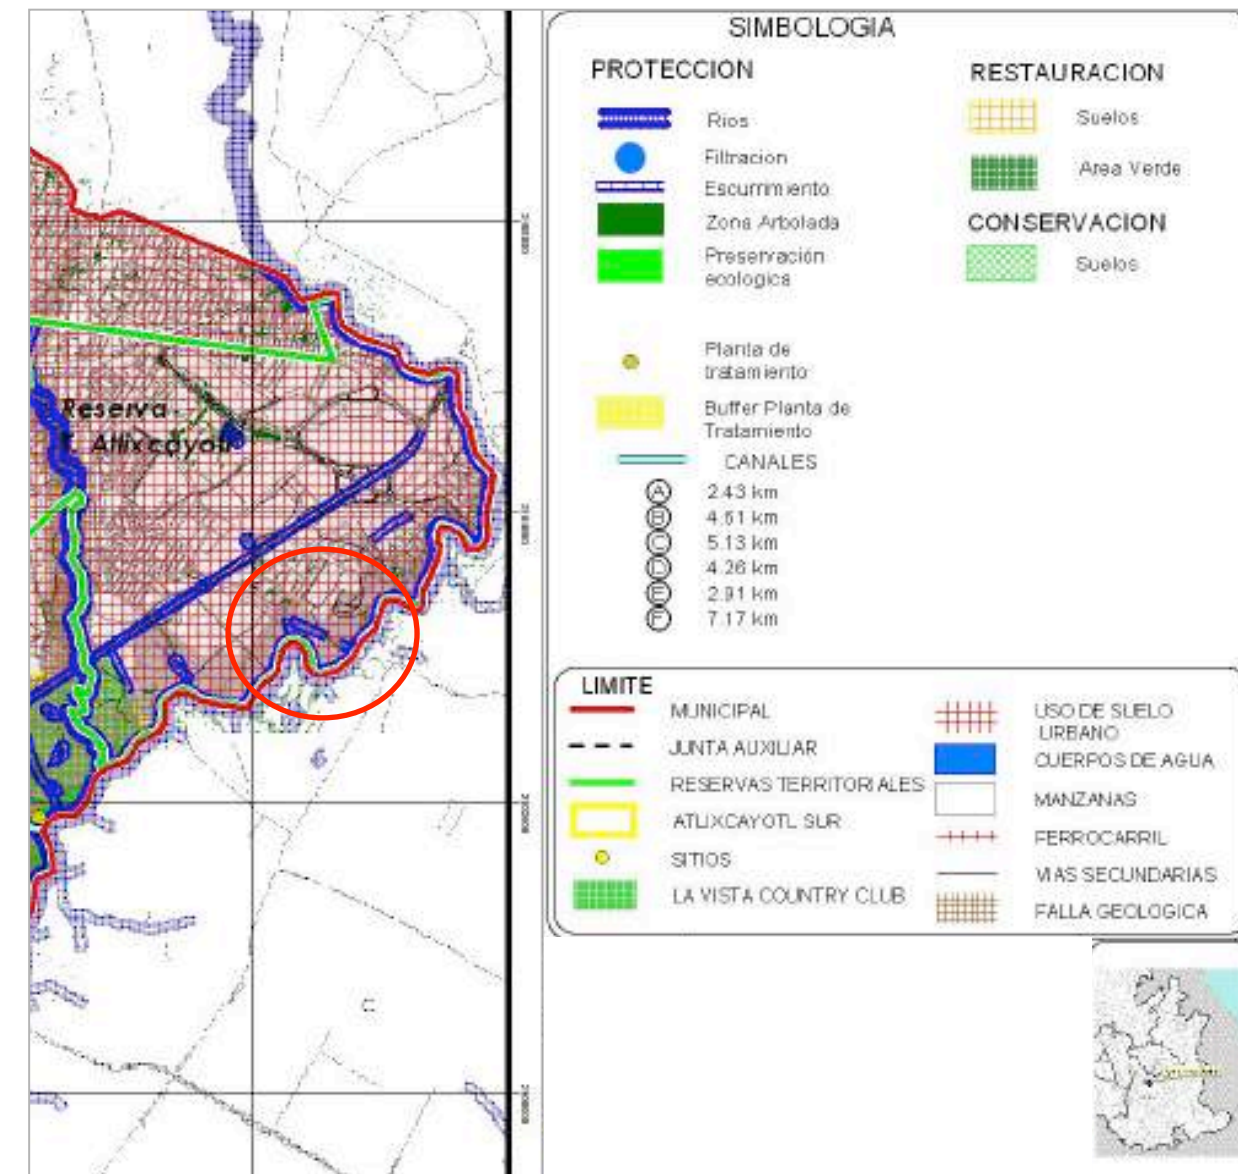 Reserva
T. Atlixcayotl
C
SIMBOLOGIA
PROTECCION
Rios
Filtracion
Escurrimiento
Zona Arbolada
Preservación
ecologica
Planta de
tratamiento
Buffer Planta de
Tratamiento
CANALES
A 2.43 km
B 4.51 km
C 5.13 km
D 4.26 km
E 2.91 km
F 7.17 km
RESTAURACION
Suelos
Area Verde
CONSERVACION
Suelos
LIMITE
MUNICIPAL
JUNTA AUXILIAR
RESERVAS TERRITORIALES
ATLIXCAYOTL SUR
SITIOS
LA VISTA COUNTRY CLUB
USO DE SUELO
URBANO
CUERPOS DE AGUA
MANZANAS
FERROCARRIL
VIAS SECUNDARIAS
FALLA GEOLOGICA